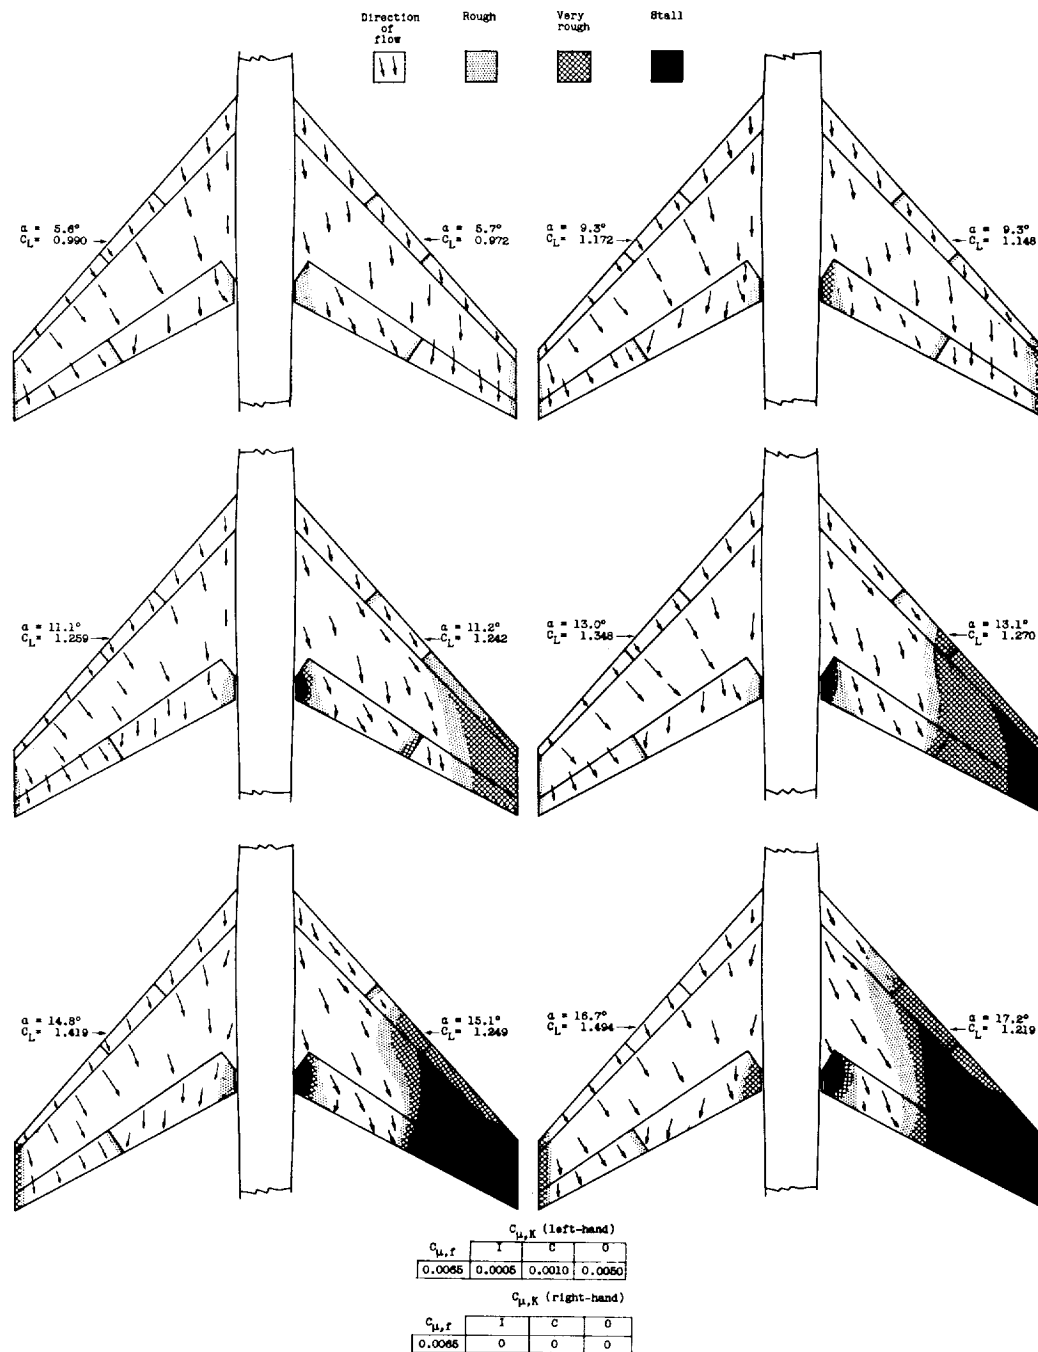 Direction of flow
Rough
Very rough
Stall
α = 5.6°
C_L = 0.990
α = 5.7°
C_L = 0.972
α = 9.3°
C_L = 1.172
α = 9.3°
C_L = 1.148
α = 11.1°
C_L = 1.259
α = 11.2°
C_L = 1.242
α = 13.0°
C_L = 1.348
α = 13.1°
C_L = 1.270
α = 14.8°
C_L = 1.419
α = 15.1°
C_L = 1.249
α = 16.7°
C_L = 1.494
α = 17.2°
C_L = 1.219
C_μ,K (left-hand)
C_μ,f I C O
0.0065 0.0005 0.0010 0.0050
C_μ,K (right-hand)
C_μ,f I C O
0.0065 0 0 0